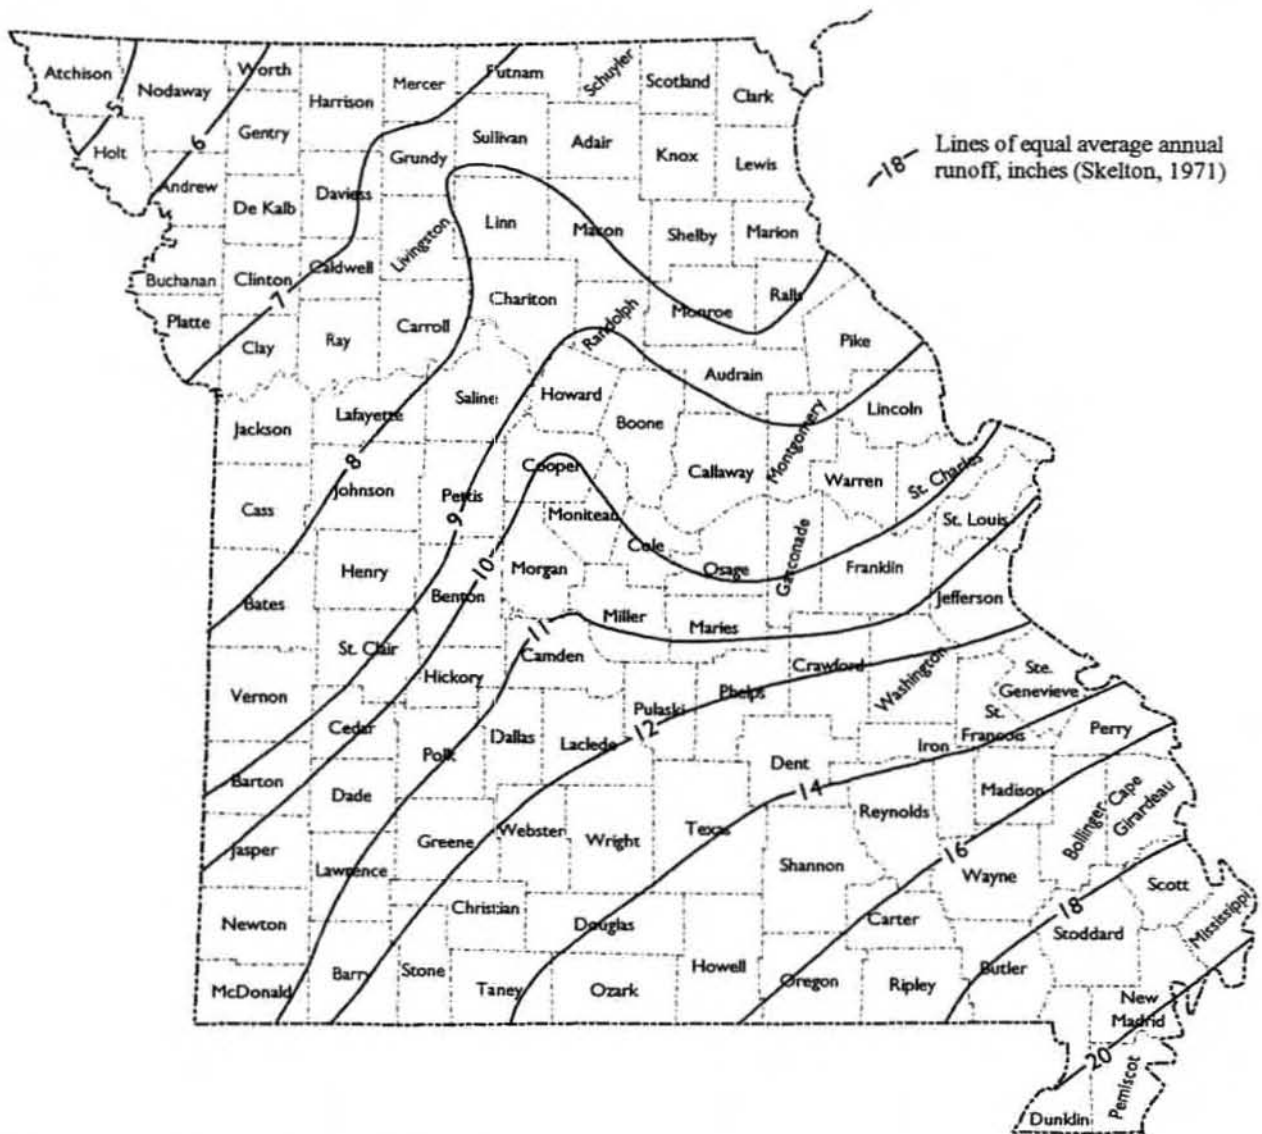 Atchison
Nodaway
Worth
Harrison
Mercer
Putnam
Schuyler
Scotland
Clark
5
Holt
6
Gentry
Grundy
Sullivan
Adair
Knox
Lewis
18
Lines of equal average annual
runoff, inches (Skelton, 1971)
Andrew
De Kalb
Daviess
Livingston
Linn
Macon
Shelby
Marion
Buchanan
Clinton
Caldwell
7
Chariton
Randolph
Monroe
Ralls
Platte
Clay
Ray
Carroll
Pike
Audrain
Jackson
Lafayette
Saline
Howard
Boone
Montgomery
Lincoln
8
Cass
Johnson
Pettis
Cooper
Callaway
Warren
St. Charles
9
Moniteau
Cole
Osage
Gasconade
Franklin
St. Louis
Bates
Henry
Benton
10
Morgan
Miller
Maries
Jefferson
11
St. Clair
Hickory
Camden
Crawford
Washington
Ste.
Genevieve
Vernon
Cedar
Polk
Dallas
Laclede
Pulaski
12
Phelps
St.
Francois
Perry
Barton
Dade
Dent
14
Iron
Madison
Bollinger
Cape
Girardeau
Jasper
Lawrence
Greene
Webster
Wright
Texas
Shannon
Reynolds
16
Wayne
Newton
Christian
Douglas
Carter
18
Stoddard
Scott
Mississippi
McDonald
Barry
Stone
Taney
Ozark
Howell
Oregon
Ripley
Butler
New
Madrid
20
Dunklin
Pemiscot